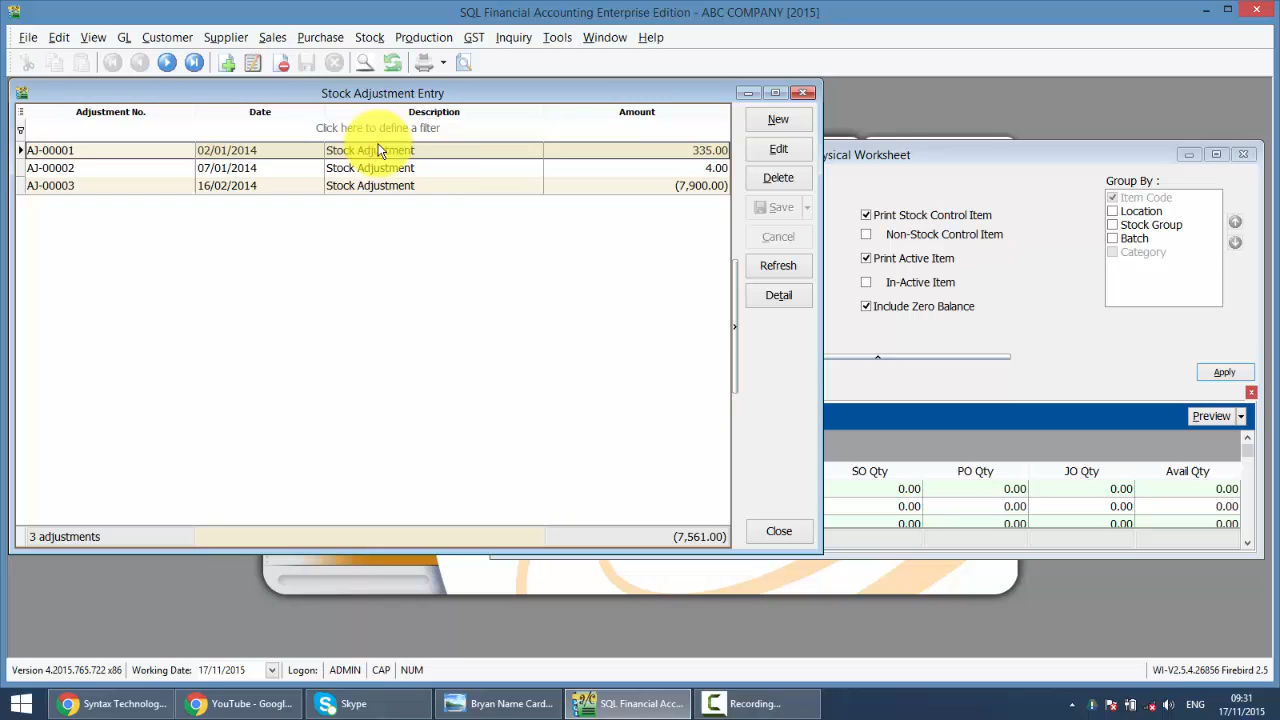 SQL Financial Accounting Enterprise Edition - ABC COMPANY [2015]
File Edit View GL Customer Supplier Sales Purchase Stock Production GST Inquiry Tools Window Help
Stock Adjustment Entry
Adjustment No. Date Description Amount
Click here to define a filter
AJ-00001 02/01/2014 Stock Adjustment 335.00
AJ-00002 07/01/2014 Stock Adjustment 4.00
AJ-00003 16/02/2014 Stock Adjustment (7,900.00)
3 adjustments (7,561.00)
New
Edit
Delete
Save
Cancel
Refresh
Detail
Close
ysical Worksheet
Print Stock Control Item
Non-Stock Control Item
Print Active Item
In-Active Item
Include Zero Balance
Group By :
Item Code
Location
Stock Group
Batch
Category
Apply
Preview
SO Qty PO Qty JO Qty Avail Qty
0.00 0.00 0.00 0.00
0.00 0.00 0.00 0.00
0.00 0.00 0.00 0.00
Version 4.2015.765.722 x86 Working Date: 17/11/2015 Logon: ADMIN CAP NUM WI-V2.5.4.26856 Firebird 2.5
Syntax Technolog... YouTube - Googl... Skype Bryan Name Card... SQL Financial Acc... Recording... ENG 09:31
17/11/2015